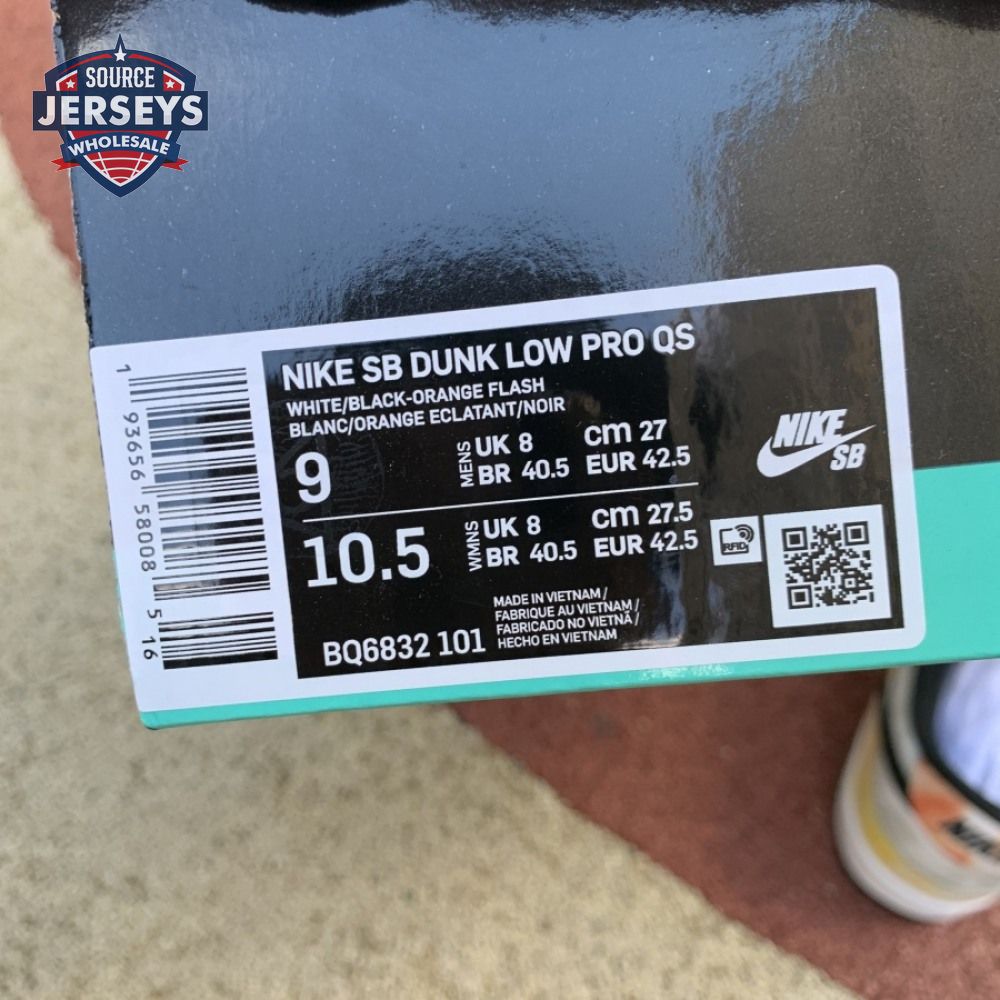 SOURCE
JERSEYS
WHOLESALE
NIKE SB DUNK LOW PRO QS
WHITE/BLACK-ORANGE FLASH
BLANC/ORANGE ECLATANT/NOIR
9
MENS
UK 8 cm 27
BR 40.5 EUR 42.5
10.5
WMNS
UK 8 cm 27.5
BR 40.5 EUR 42.5
NIKE
SB
RFID
MADE IN VIETNAM /
FABRIQUE AU VIETNAM /
FABRICADO NO VIETNÃ /
HECHO EN VIETNAM
BQ6832 101
1 93656 58008 5 16